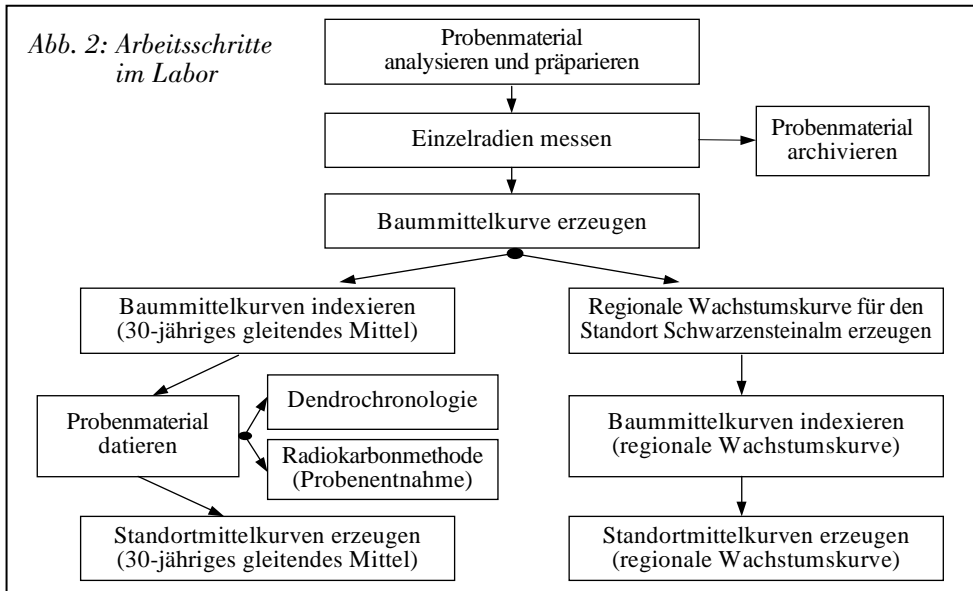 Abb. 2: Arbeitsschritte
im Labor
Probenmaterial
analysieren und präparieren
Einzelradien messen
Probenmaterial
archivieren
Baummittelkurve erzeugen
Baummittelkurven indexieren
(30-jähriges gleitendes Mittel)
Regionale Wachstumskurve für den
Standort Schwarzensteinalm erzeugen
Probenmaterial
datieren
Dendrochronologie
Radiokarbonmethode
(Probenentnahme)
Baummittelkurven indexieren
(regionale Wachstumskurve)
Standortmittelkurven erzeugen
(30-jähriges gleitendes Mittel)
Standortmittelkurven erzeugen
(regionale Wachstumskurve)